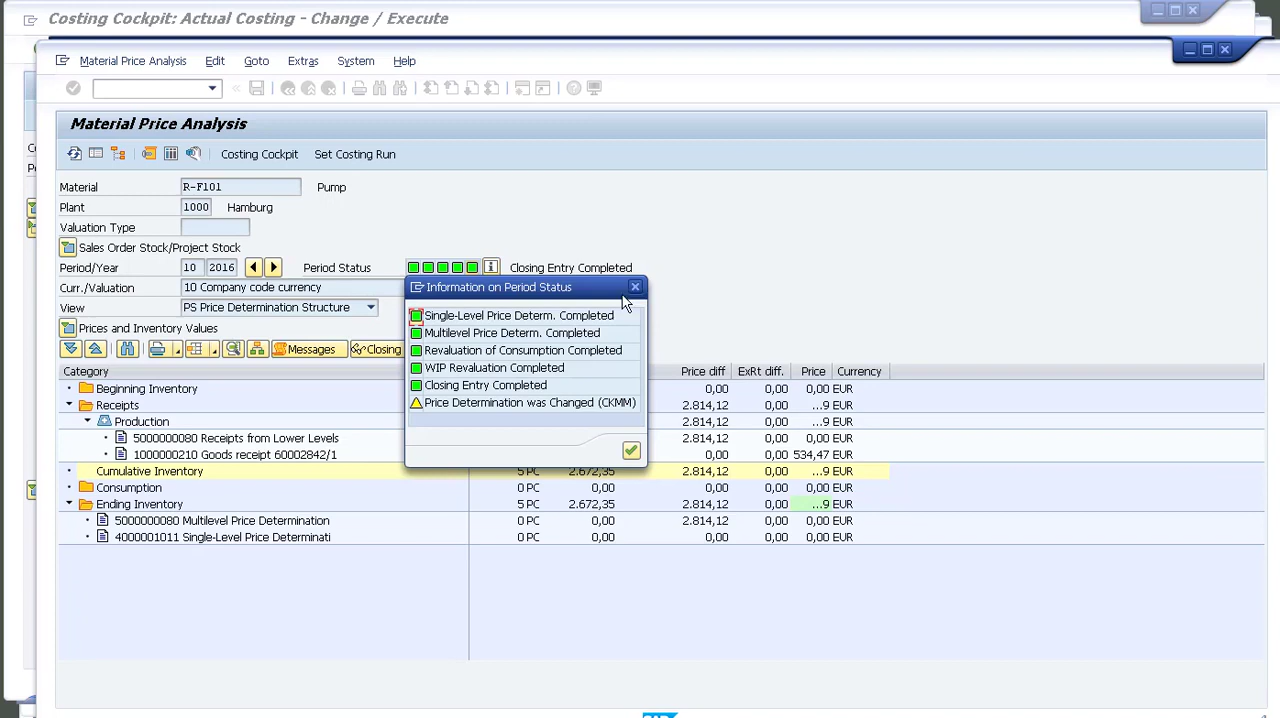 Costing Cockpit: Actual Costing - Change / Execute
Material Price Analysis Edit Goto Extras System Help
Material Price Analysis
Costing Cockpit Set Costing Run
Material R-F101 Pump
Plant 1000 Hamburg
Valuation Type
Sales Order Stock/Project Stock
Period/Year 10 2016 Period Status Closing Entry Completed
Curr./Valuation 10 Company code currency
View PS Price Determination Structure
Prices and Inventory Values
Messages Closing
Information on Period Status
Single-Level Price Determ. Completed
Multilevel Price Determ. Completed
Revaluation of Consumption Completed
WIP Revaluation Completed
Closing Entry Completed
Price Determination was Changed (CKMM)
Category Price diff ExRt diff. Price Currency
Beginning Inventory 0,00 0,00 0,00 EUR
Receipts 2.814,12 0,00 ...9 EUR
Production 2.814,12 0,00 ...9 EUR
5000000080 Receipts from Lower Levels 2.814,12 0,00 0,00 EUR
1000000210 Goods receipt 60002842/1 0,00 0,00 534,47 EUR
Cumulative Inventory 5 PC 2.672,35 2.814,12 0,00 ...9 EUR
Consumption 0 PC 0,00 0,00 0,00 0,00 EUR
Ending Inventory 5 PC 2.672,35 2.814,12 0,00 ...9 EUR
5000000080 Multilevel Price Determination 0 PC 0,00 2.814,12 0,00 0,00 EUR
4000001011 Single-Level Price Determinati 0 PC 0,00 0,00 0,00 0,00 EUR
SAP